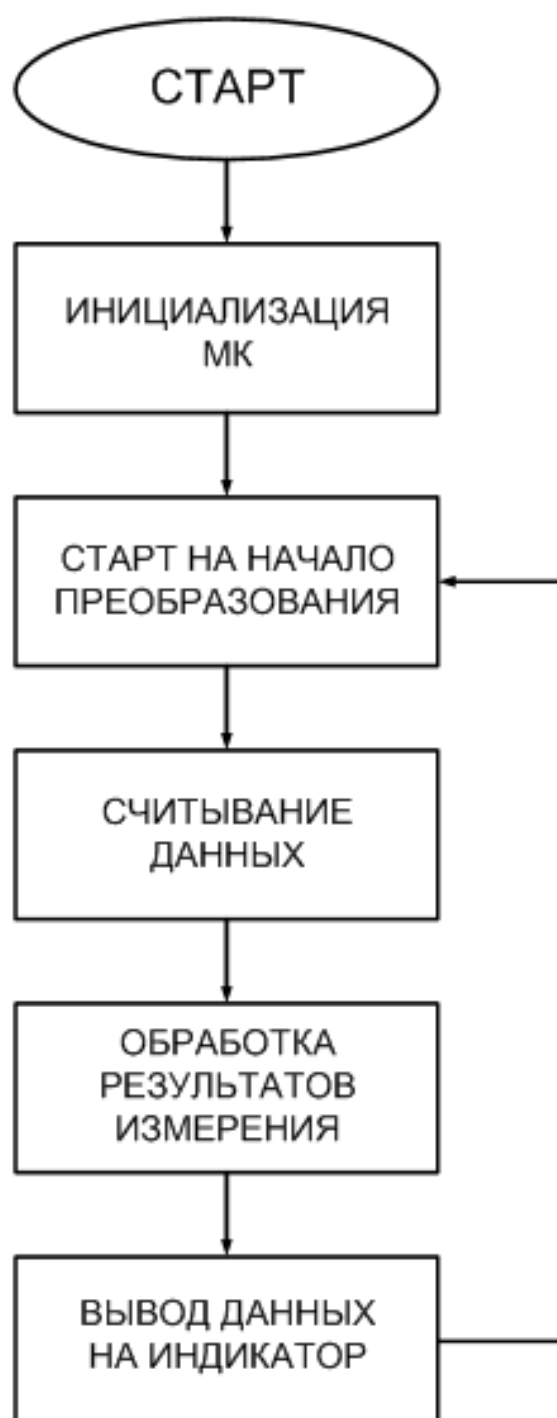 СТАРТ
ИНИЦИАЛИЗАЦИЯ
МК
СТАРТ НА НАЧАЛО
ПРЕОБРАЗОВАНИЯ
СЧИТЫВАНИЕ
ДАННЫХ
ОБРАБОТКА
РЕЗУЛЬТАТОВ
ИЗМЕРЕНИЯ
ВЫВОД ДАННЫХ
НА ИНДИКАТОР